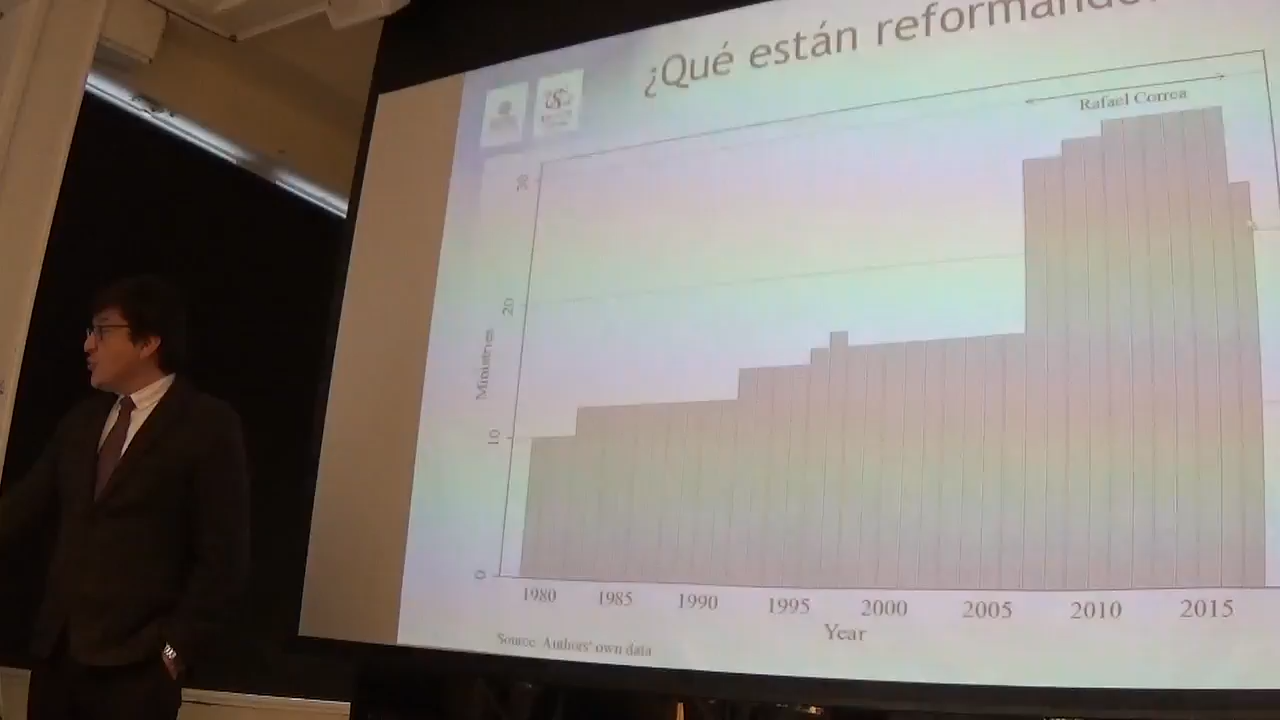 ¿Qué están reformando
Rafael Correa
30
20
10
0
Ministries
1980 1985 1990 1995 2000 2005 2010 2015
Year
Source: Authors' own data